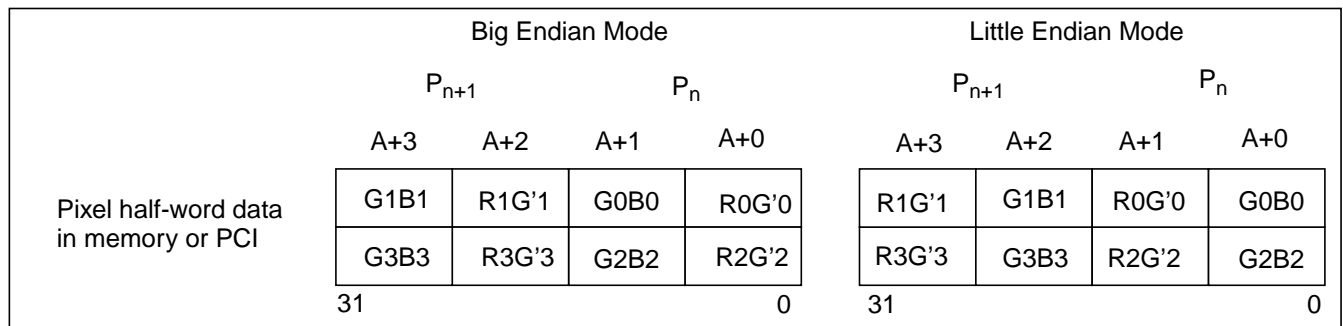 Big Endian Mode Little Endian Mode
Pn+1 Pn Pn+1 Pn
A+3 A+2 A+1 A+0 A+3 A+2 A+1 A+0
Pixel half-word data
in memory or PCI
G1B1 R1G’1 G0B0 R0G’0 R1G’1 G1B1 R0G’0 G0B0
G3B3 R3G’3 G2B2 R2G’2 R3G’3 G3B3 R2G’2 G2B2
31 0 31 0